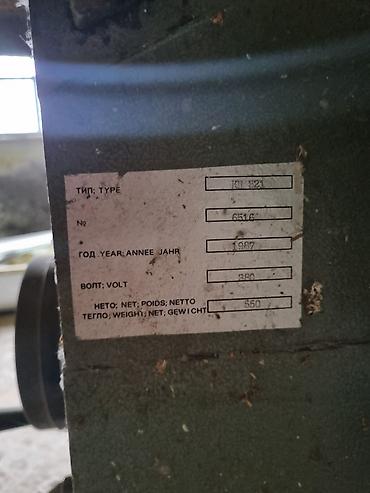 ТИП; TYPE
№ 6516
ГОД YEAR; ANNEE JAHR 1987
ВОЛТ; VOLT 380
НЕТО; NET; POIDS; NETTO
ТЕГЛО; WEIGHT; NET; GEWICHT 550